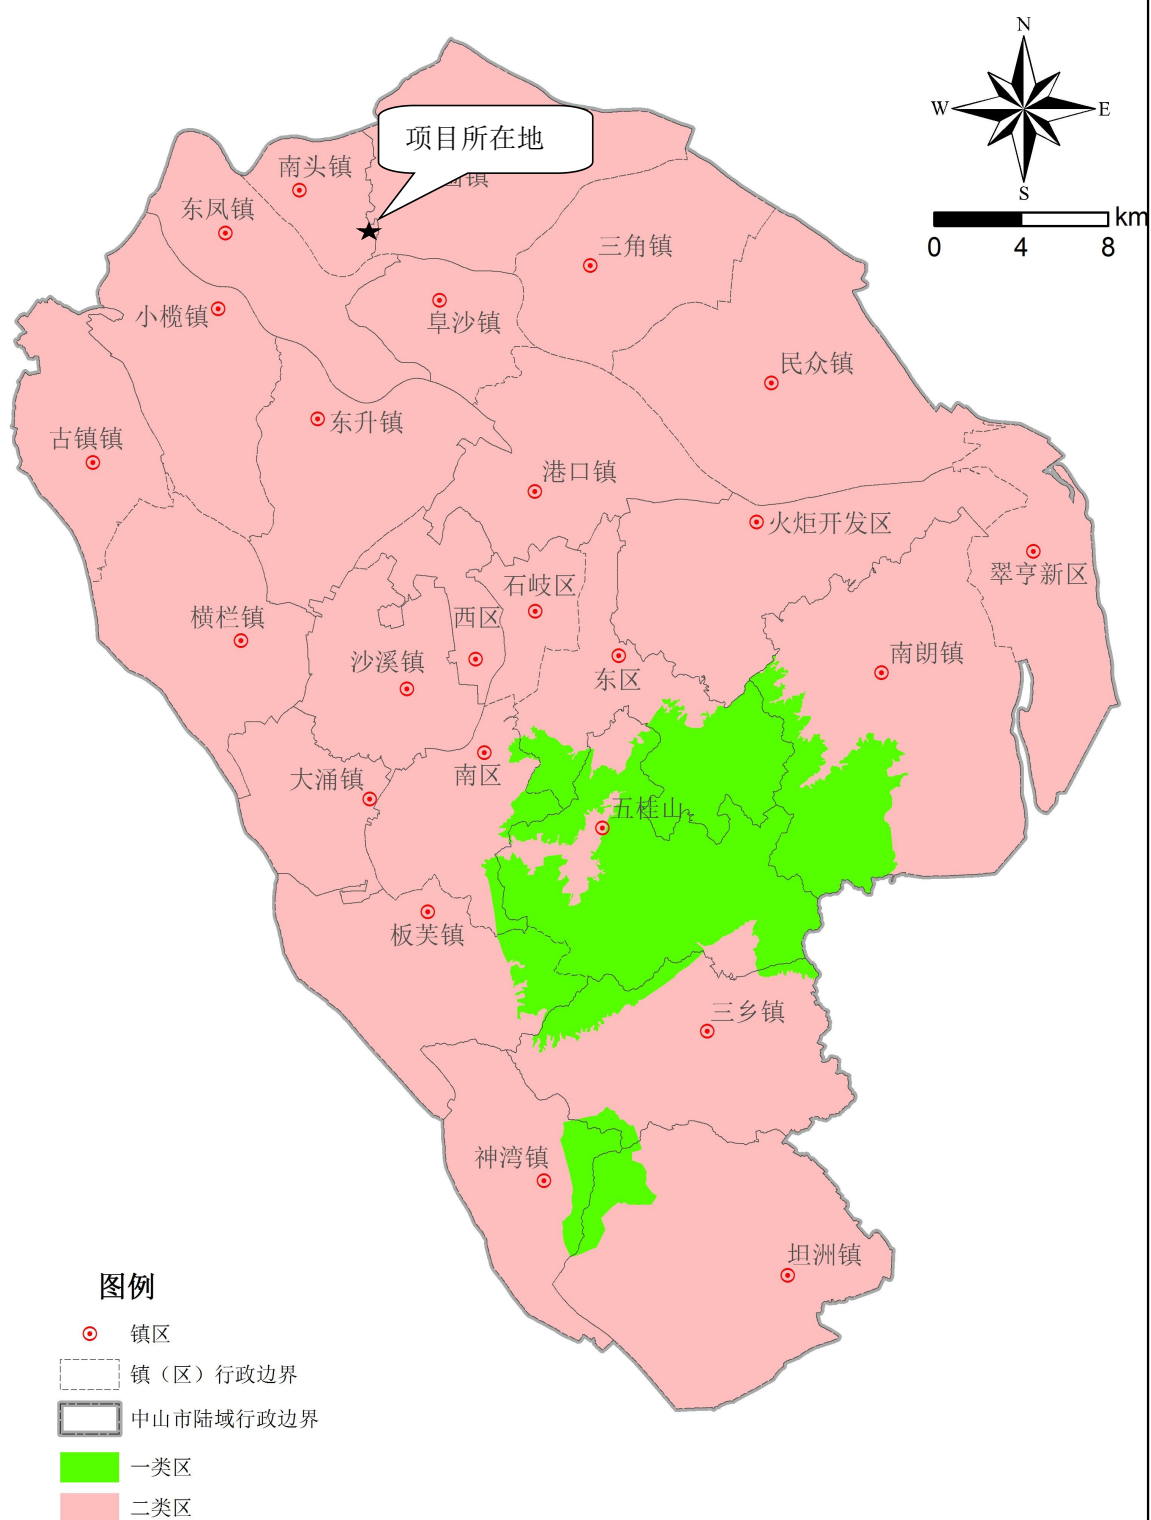 N
W
E
S
km
0
4
8
项目所在地
南头镇
镇
东凤镇
三角镇
小榄镇
阜沙镇
民众镇
东升镇
古镇镇
港口镇
火炬开发区
翠亨新区
石岐区
横栏镇
西区
沙溪镇
南朗镇
东区
南区
大涌镇
五桂山
板芙镇
三乡镇
神湾镇
坦洲镇
图例
镇区
镇（区）行政边界
中山市陆域行政边界
一类区
二类区